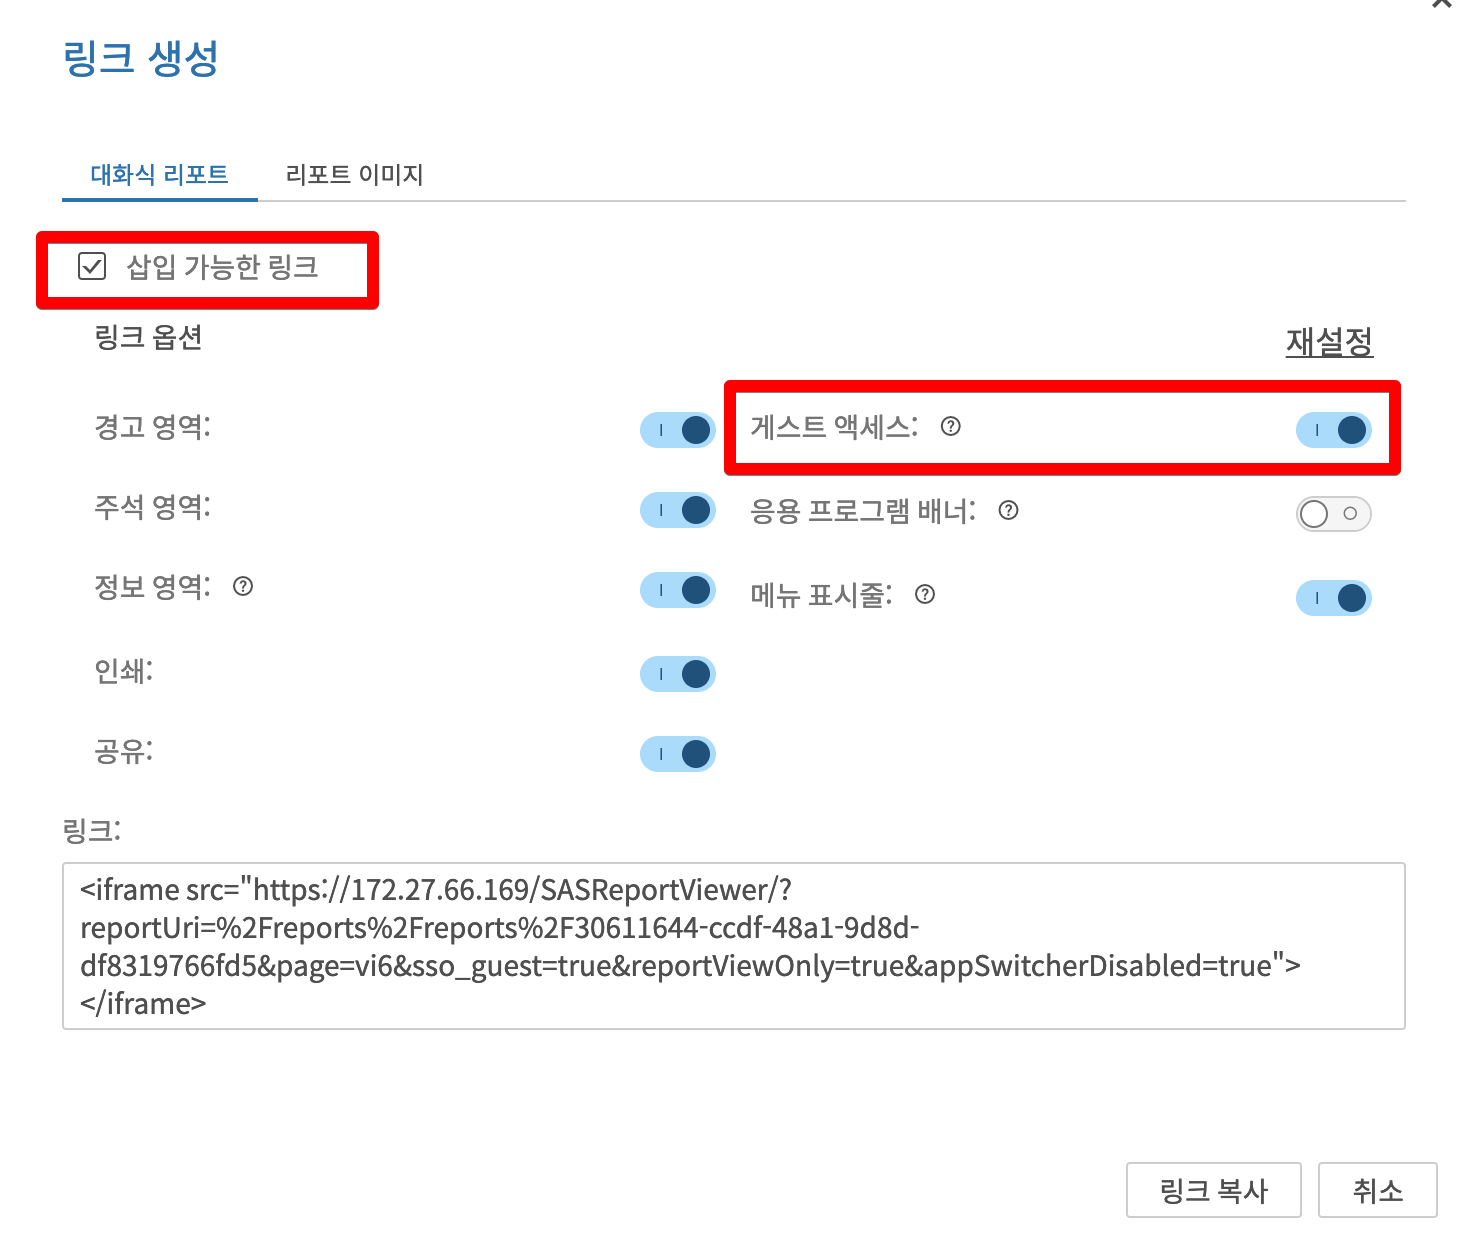 링크 생성
대화식 리포트 리포트 이미지
삽입 가능한 링크
링크 옵션 재설정
경고 영역: 게스트 액세스:
주석 영역: 응용 프로그램 배너:
정보 영역: 메뉴 표시줄:
인쇄:
공유:
링크:
<iframe src="https://172.27.66.169/SASReportViewer/?
reportUri=%2Freports%2Freports%2F30611644-ccdf-48a1-9d8d-
df8319766fd5&page=vi6&sso_guest=true&reportViewOnly=true&appSwitcherDisabled=true">
</iframe>
링크 복사 취소